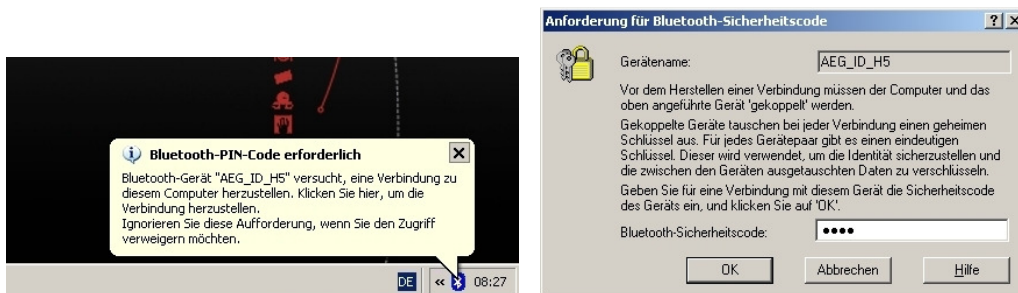 Bluetooth-PIN-Code erforderlich
Bluetooth-Gerät "AEG_ID_H5" versucht, eine Verbindung zu
diesem Computer herzustellen. Klicken Sie hier, um die
Verbindung herzustellen.
Ignorieren Sie diese Aufforderung, wenn Sie den Zugriff
verweigern möchten.
DE « 08:27
Anforderung für Bluetooth-Sicherheitscode
Gerätename: AEG_ID_H5
Vor dem Herstellen einer Verbindung müssen der Computer und das
oben angeführte Gerät 'gekoppelt' werden.
Gekoppelte Geräte tauschen bei jeder Verbindung einen geheimen
Schlüssel aus. Für jedes Gerätepaar gibt es einen eindeutigen
Schlüssel. Dieser wird verwendet, um die Identität sicherzustellen und
die zwischen den Geräten ausgetauschten Daten zu verschlüsseln.
Geben Sie für eine Verbindung mit diesem Gerät die Sicherheitscode
des Geräts ein, und klicken Sie auf 'OK'.
Bluetooth-Sicherheitscode: ••••
OK Abbrechen Hilfe